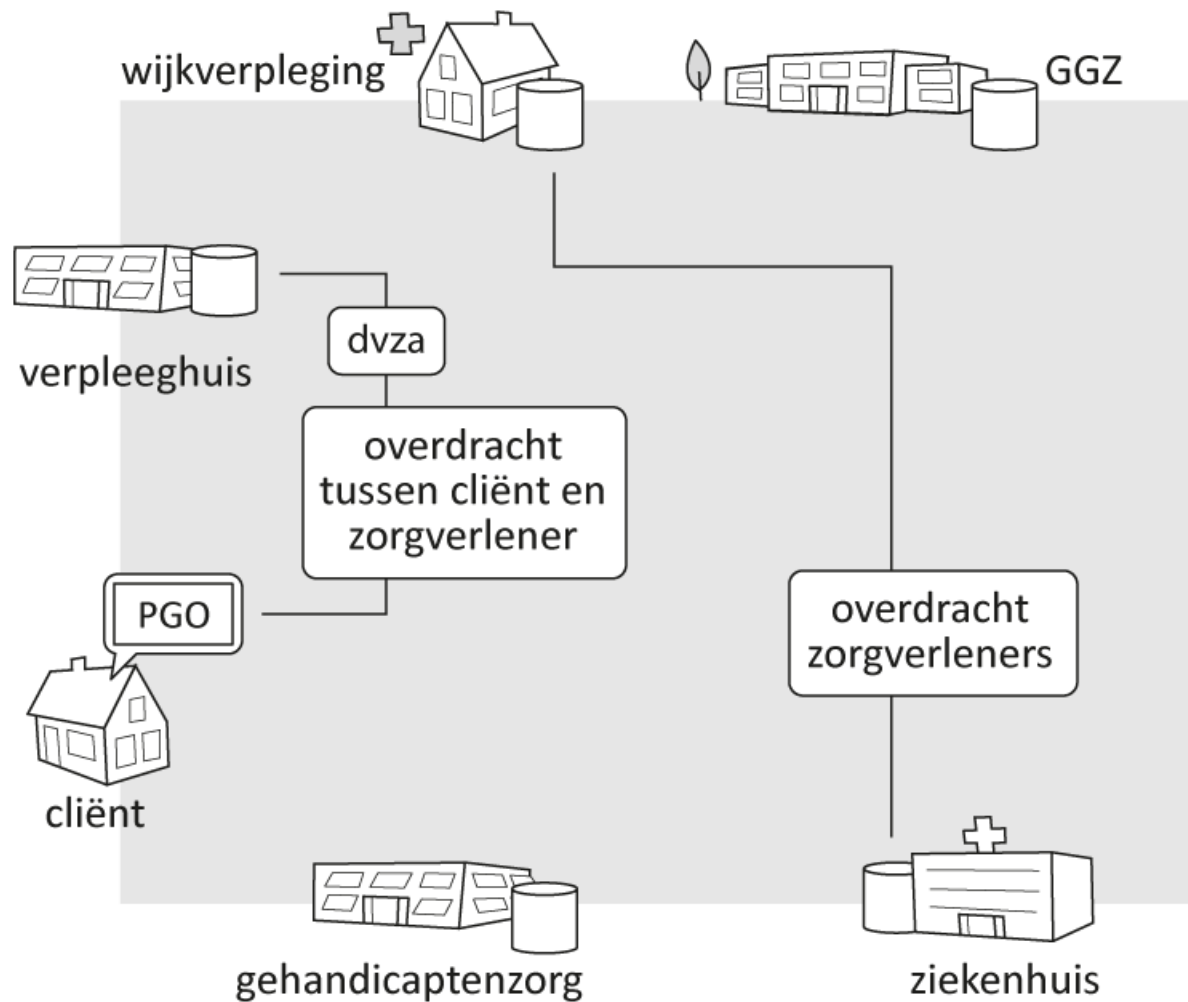 wijkverpleging
GGZ
verpleeghuis
dvza
overdracht
tussen cliënt en
zorgverlener
PGO
cliënt
overdracht
zorgverleners
gehandicaptenzorg
ziekenhuis